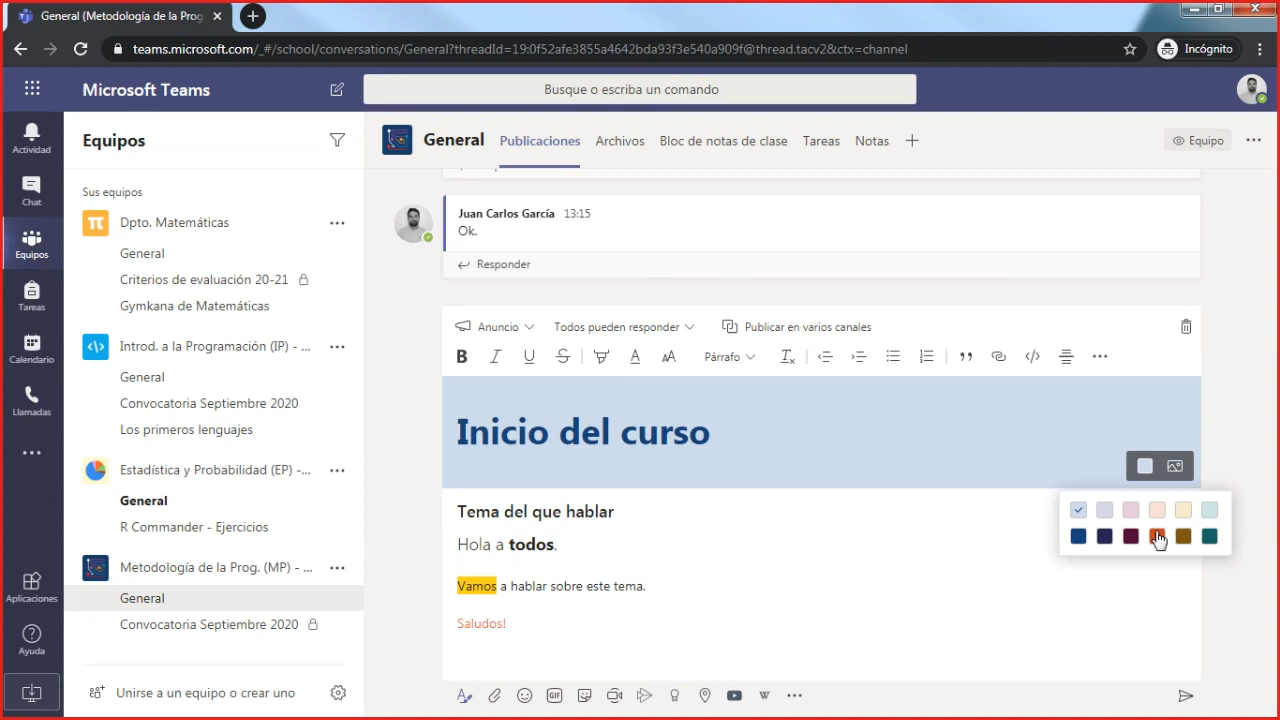 General (Metodología de la Prog
teams.microsoft.com/_#/school/conversations/General?threadId=19:0f52afe3855a4642bda93f3e540a909f@thread.tacv2&ctx=channel
Incógnito
Microsoft Teams
Busque o escriba un comando
Actividad
Chat
Equipos
Tareas
Calendario
Llamadas
Aplicaciones
Ayuda
Equipos
Sus equipos
π
Dpto. Matemáticas
General
Criterios de evaluación 20-21
Gymkana de Matemáticas
</>
Introd. a la Programación (IP) - ...
General
Convocatoria Septiembre 2020
Los primeros lenguajes
Estadística y Probabilidad (EP) -...
General
R Commander - Ejercicios
Metodología de la Prog. (MP) - ...
General
Convocatoria Septiembre 2020
Unirse a un equipo o crear uno
General Publicaciones Archivos Bloc de notas de clase Tareas Notas
Equipo
Juan Carlos García 13:15
Ok.
Responder
Anuncio Todos pueden responder Publicar en varios canales
B I U S A AA Párrafo Tx
Inicio del curso
Tema del que hablar
Hola a todos.
Vamos a hablar sobre este tema.
Saludos!
GIF W